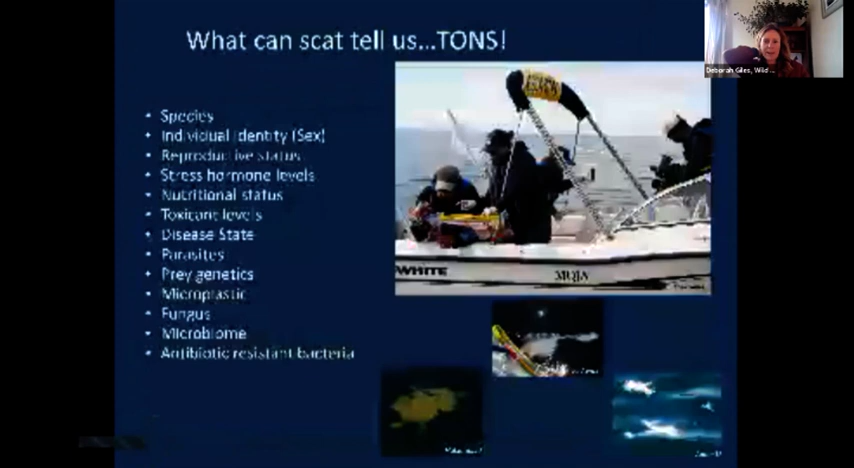 What can scat tell us...TONS!
Deborah Giles, Wild ...
• Species
• Individual Identity (Sex)
• Reproductive status
• Stress hormone levels
• Nutritional status
• Toxicant levels
• Disease State
• Parasites
• Prey genetics
• Microplastic
• Fungus
• Microbiome
• Antibiotic resistant bacteria
WHITE
MOJA